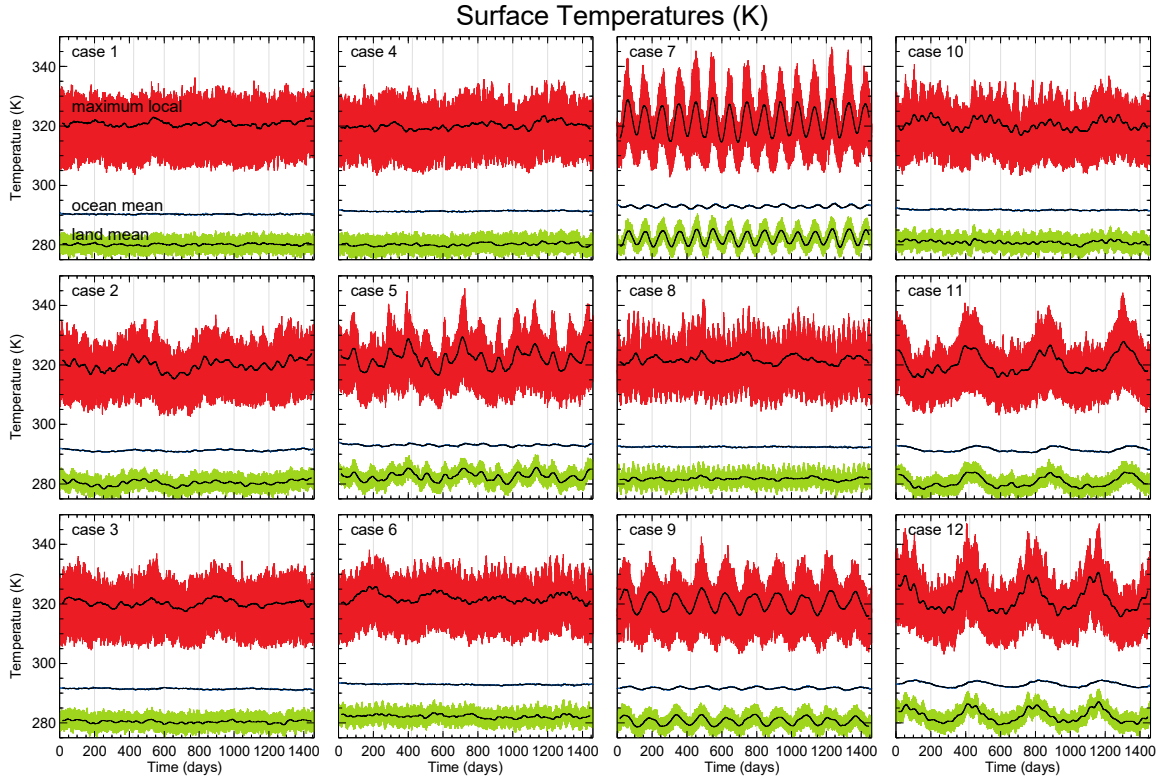 Surface Temperatures (K)
case 1
case 4
case 7
case 10
340
320
300
280
Temperature (K)
maximum local
ocean mean
land mean
case 2
case 5
case 8
case 11
340
320
300
280
Temperature (K)
case 3
case 6
case 9
case 12
340
320
300
280
Temperature (K)
0 200 400 600 800 1000 1200 1400
0 200 400 600 800 1000 1200 1400
0 200 400 600 800 1000 1200 1400
0 200 400 600 800 1000 1200 1400
Time (days)
Time (days)
Time (days)
Time (days)